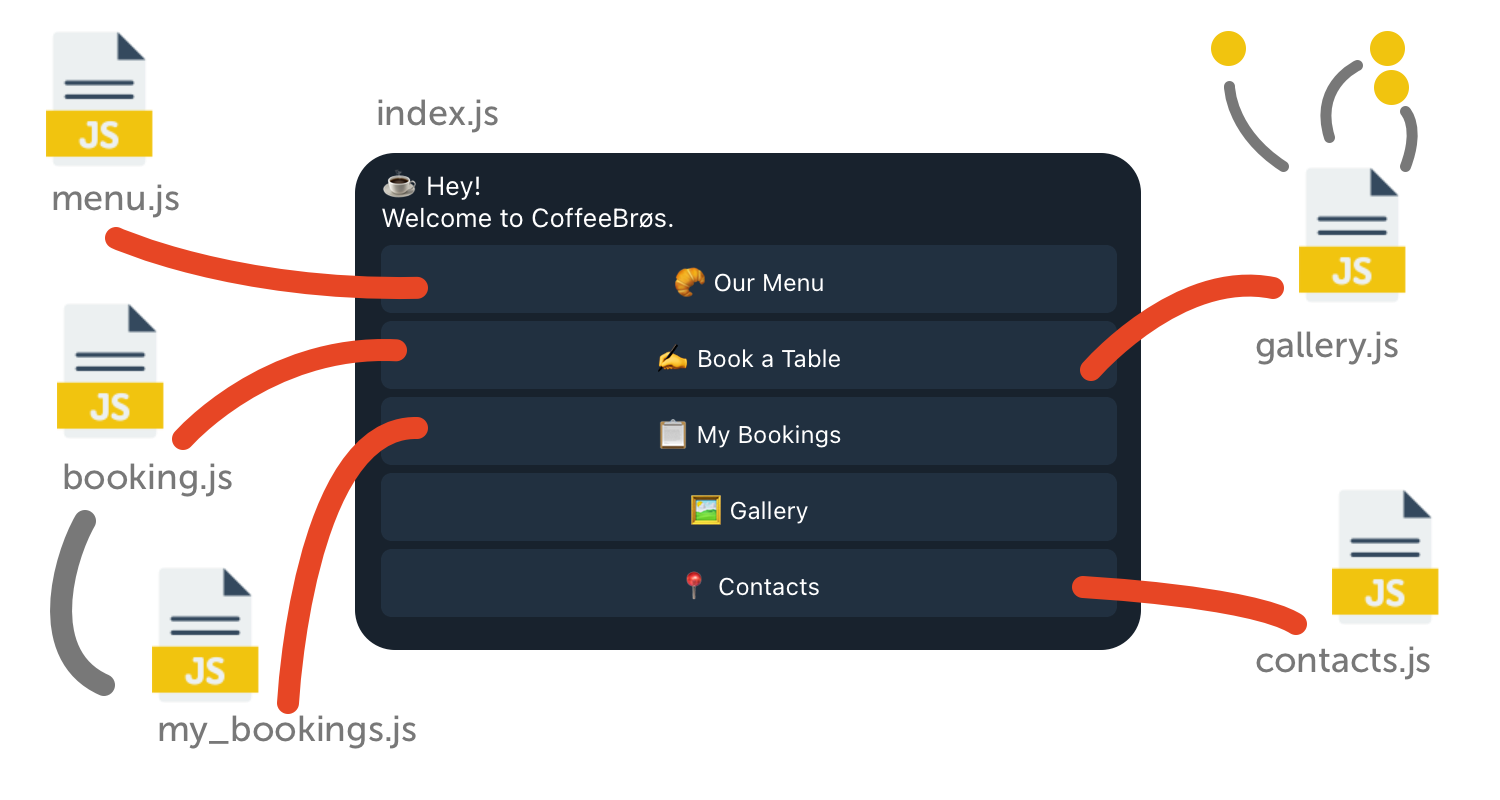 index.js
JS
menu.js
☕ Hey!
Welcome to CoffeeBrøs.
🥐 Our Menu
✍️ Book a Table
📋 My Bookings
🖼️ Gallery
📍 Contacts
JS
booking.js
JS
my_bookings.js
JS
gallery.js
JS
contacts.js